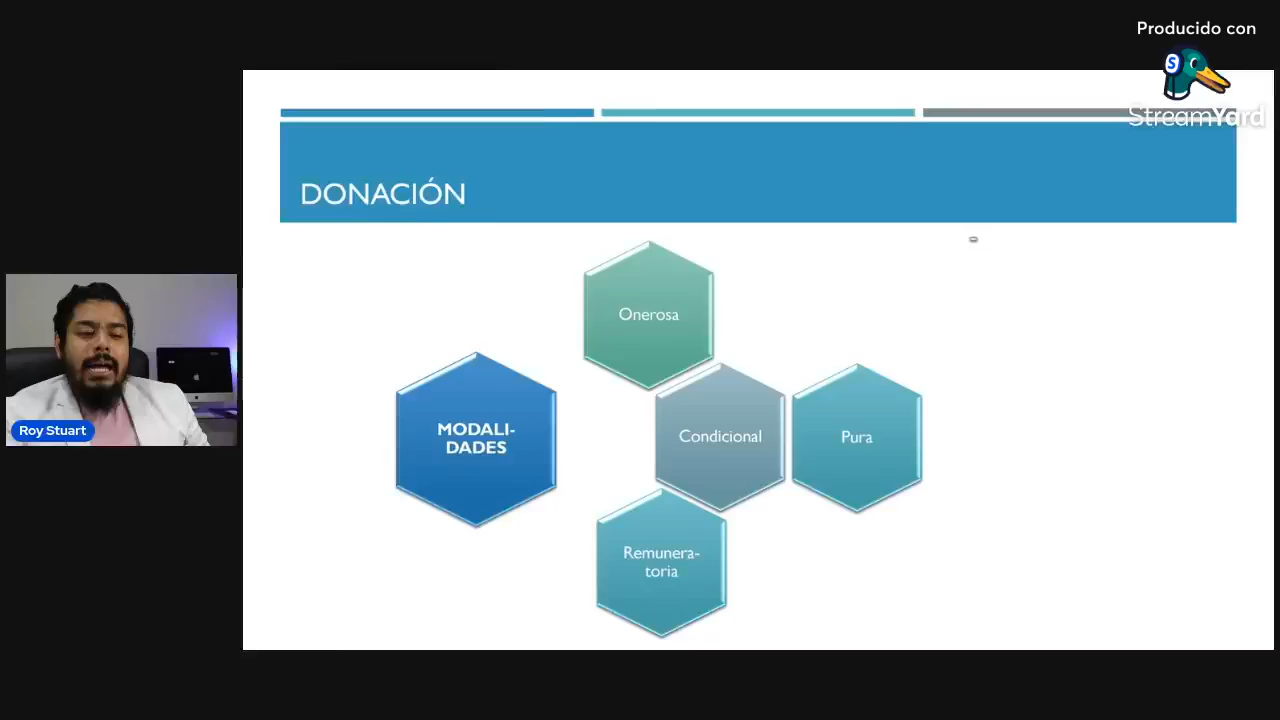 Producido con
S
StreamYard
DONACIÓN
Onerosa
MODALI-
DADES
Condicional
Pura
Remunera-
toria
Roy Stuart